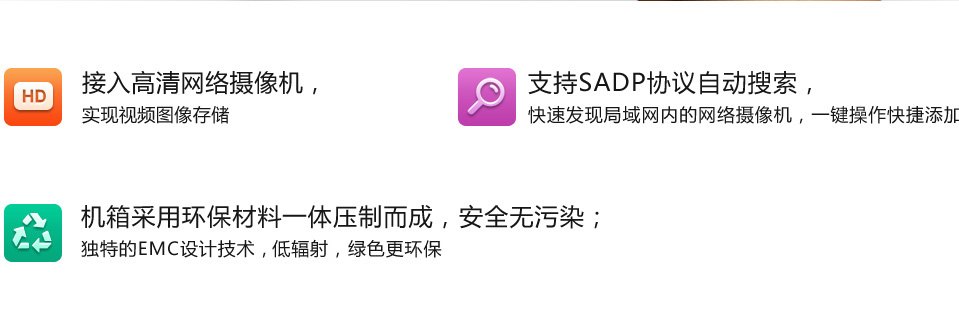 HD
接入高清网络摄像机，
实现视频图像存储
支持SADP协议自动搜索，
快速发现局域网内的网络摄像机，一键操作快捷添加
机箱采用环保材料一体压制而成，安全无污染；
独特的EMC设计技术，低辐射，绿色更环保